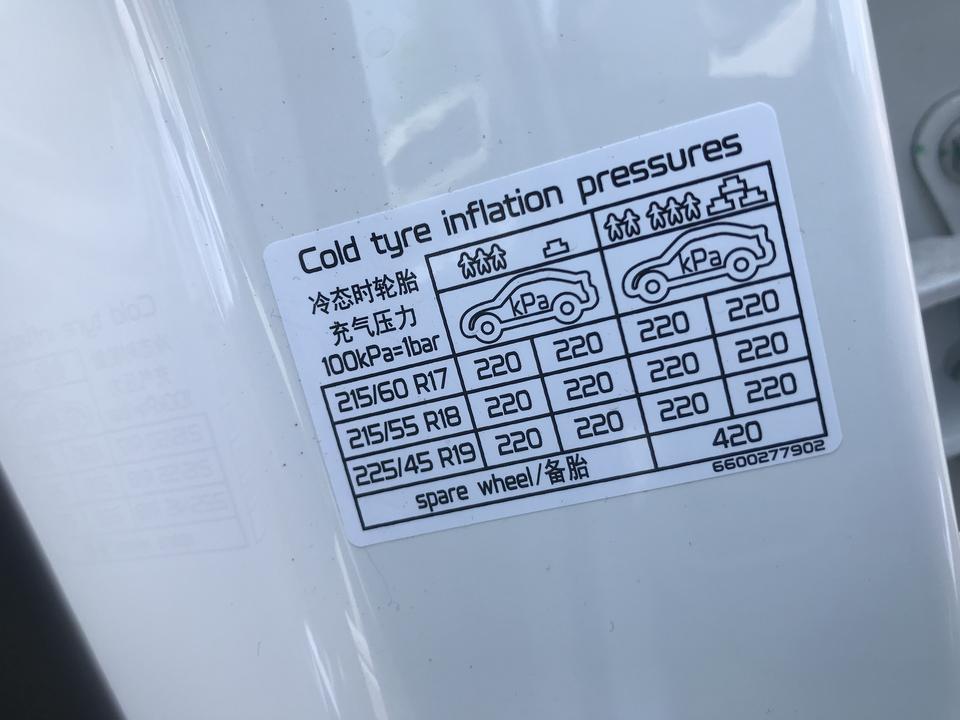 Cold tyre inflation pressures
冷态时轮胎
充气压力
100kPa=1bar
kPa kPa
215/60 R17 220 220 220 220
215/55 R18 220 220 220 220
225/45 R19 220 220 220 220
spare wheel/备胎 420
6600277902